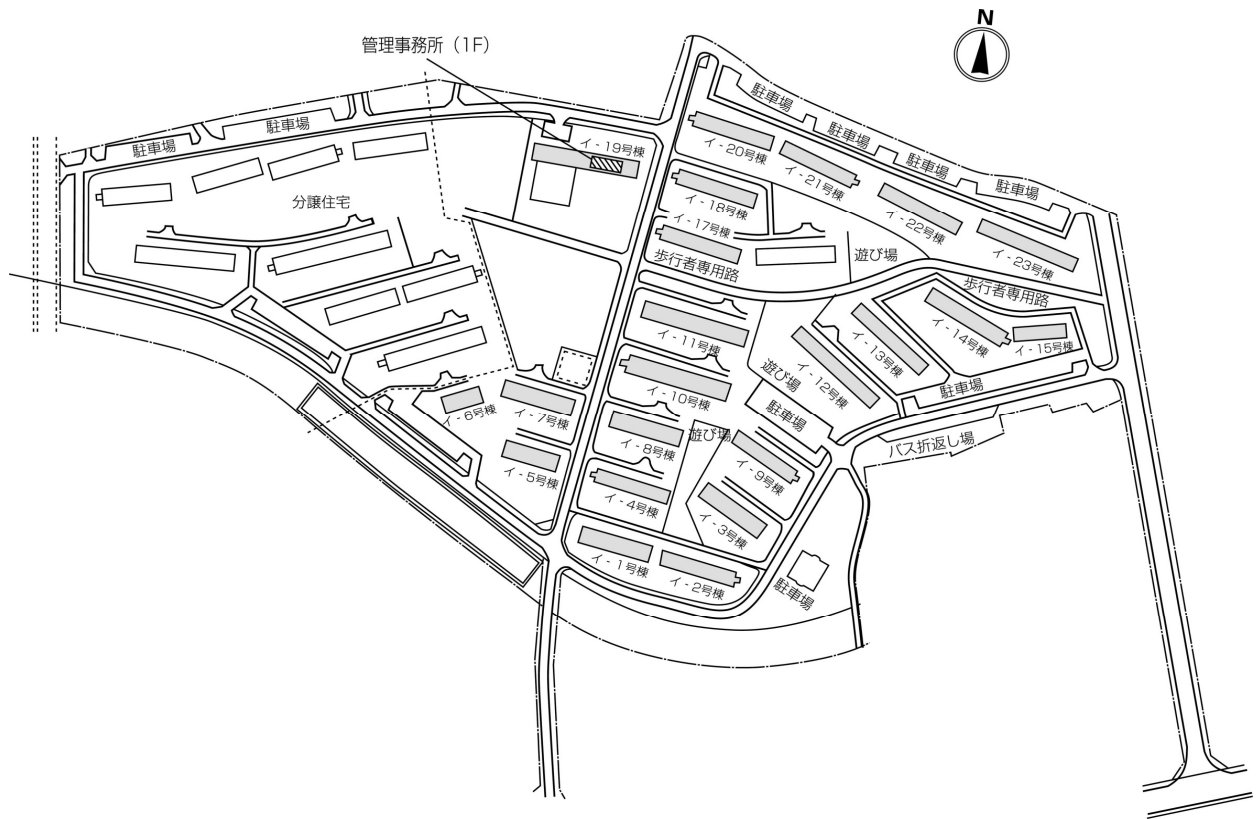 N
管理事務所（1F）
駐車場
駐車場
駐車場
駐車場
駐車場
駐車場
イ - 19号棟
イ - 20号棟
イ - 21号棟
イ - 22号棟
イ - 23号棟
イ - 18号棟
イ - 17号棟
分譲住宅
遊び場
歩行者専用路
歩行者専用路
イ - 11号棟
イ - 12号棟
イ - 13号棟
イ - 14号棟
イ - 15号棟
遊び場
イ - 10号棟
駐車場
駐車場
イ - 6号棟
イ - 7号棟
イ - 8号棟
遊び場
イ - 9号棟
バス折返し場
イ - 5号棟
イ - 4号棟
イ - 3号棟
イ - 1号棟
イ - 2号棟
駐車場